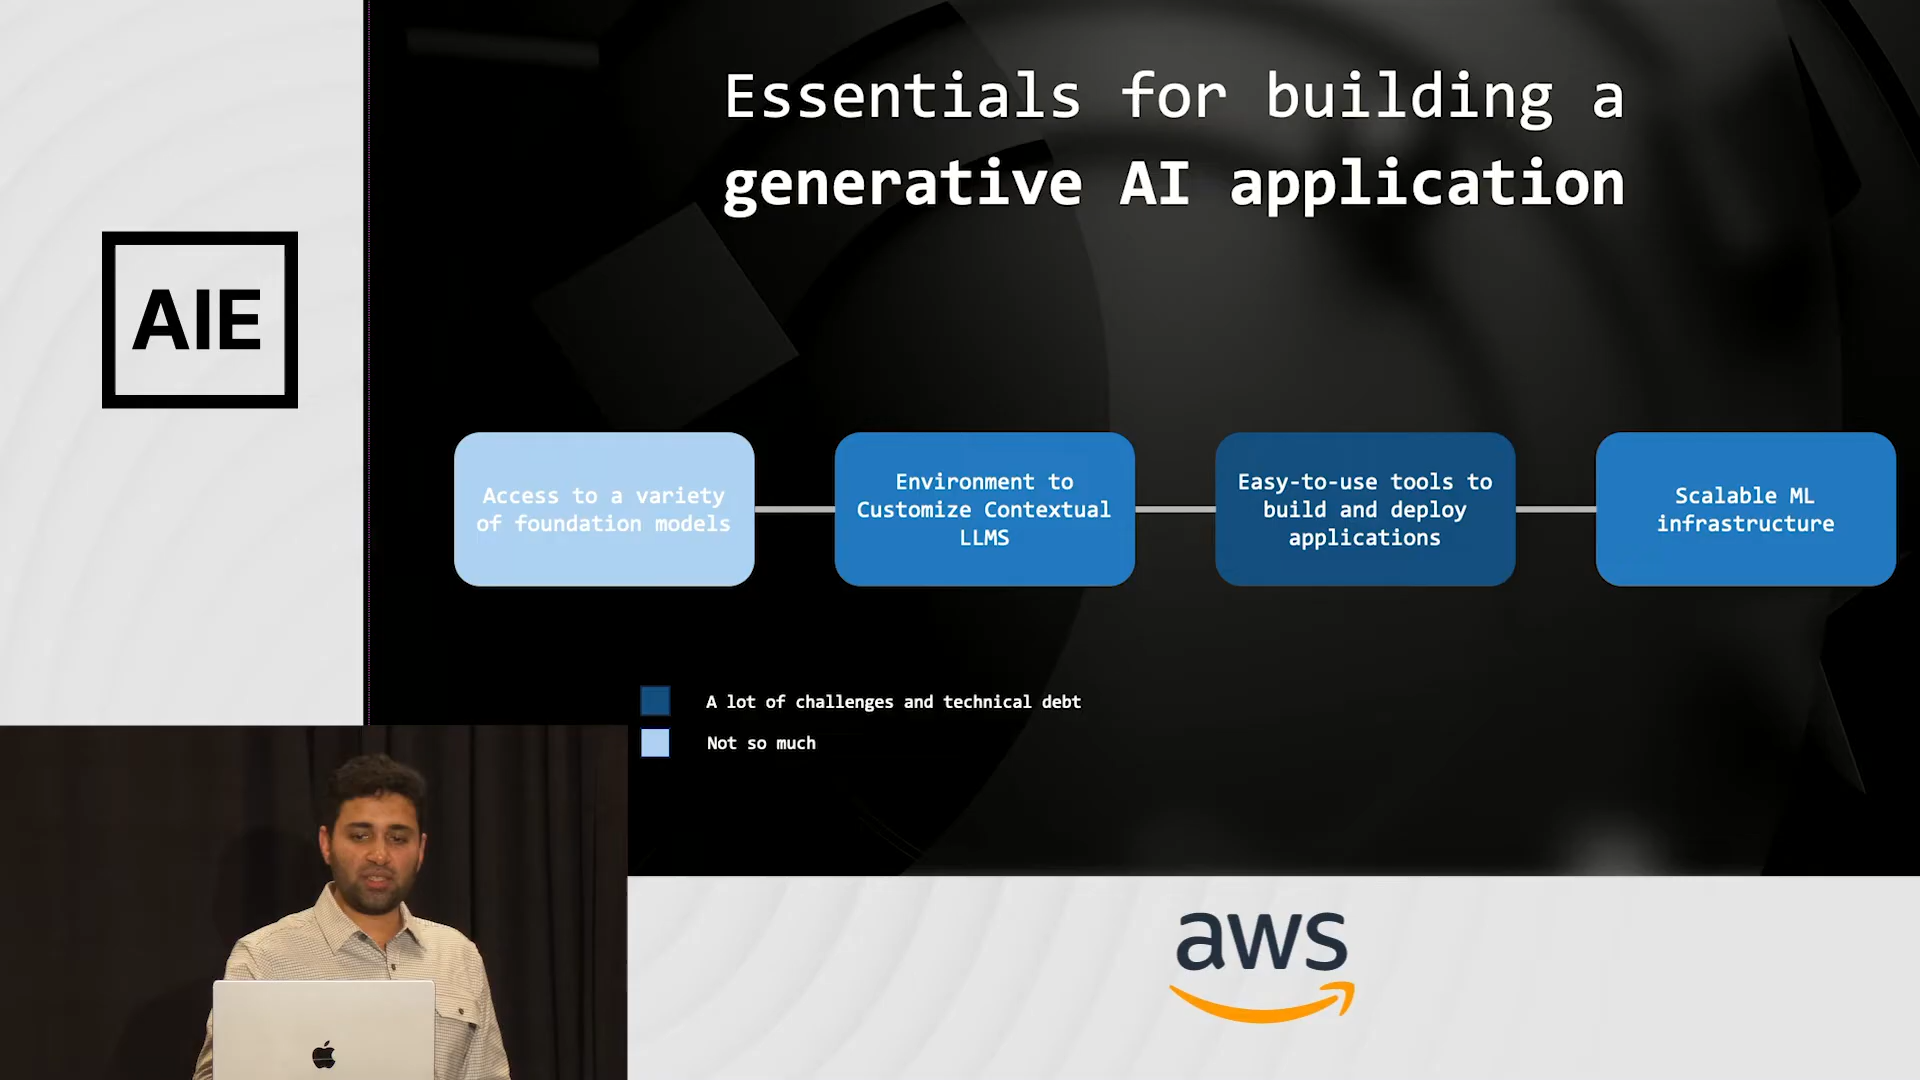 Essentials for building a
generative AI application
AIE
Access to a variety
of foundation models
Environment to
Customize Contextual
LLMS
Easy-to-use tools to
build and deploy
applications
Scalable ML
infrastructure
A lot of challenges and technical debt
Not so much
aws